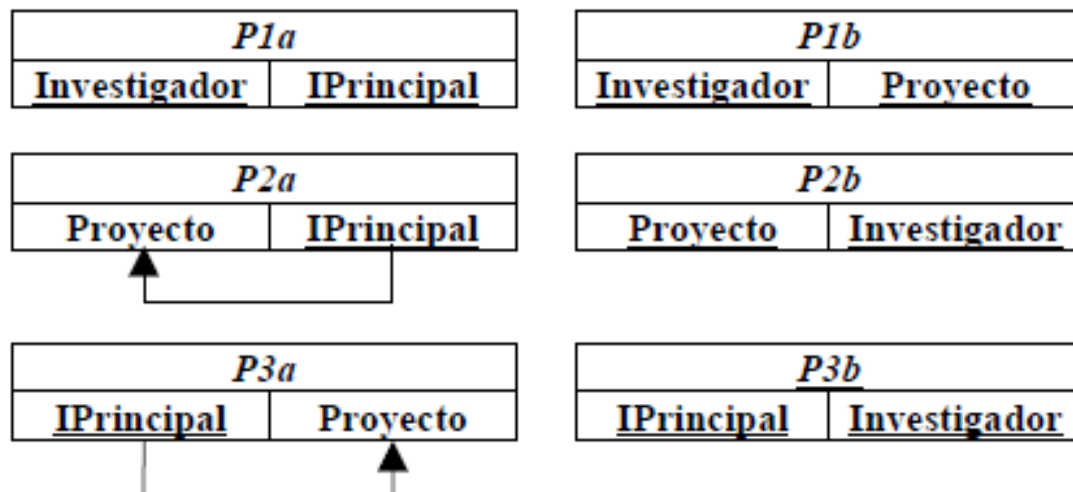 P1a P1b
Investigador IPrincipal Investigador Proyecto
P2a P2b
Proyecto IPrincipal Proyecto Investigador
P3a P3b
IPrincipal Proyecto IPrincipal Investigador